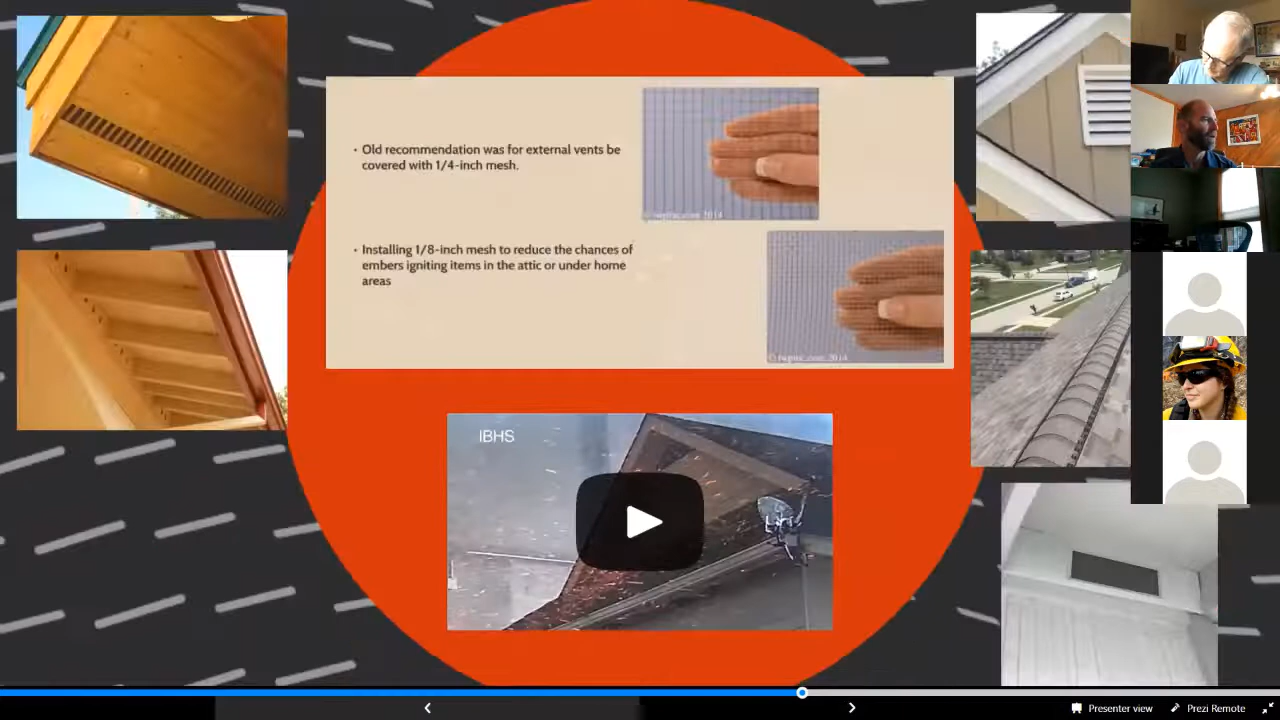 • Old recommendation was for external vents be
covered with 1/4-inch mesh.
• Installing 1/8-inch mesh to reduce the chances of
embers igniting items in the attic or under home
areas
IBHS
Presenter view
Prezi Remote